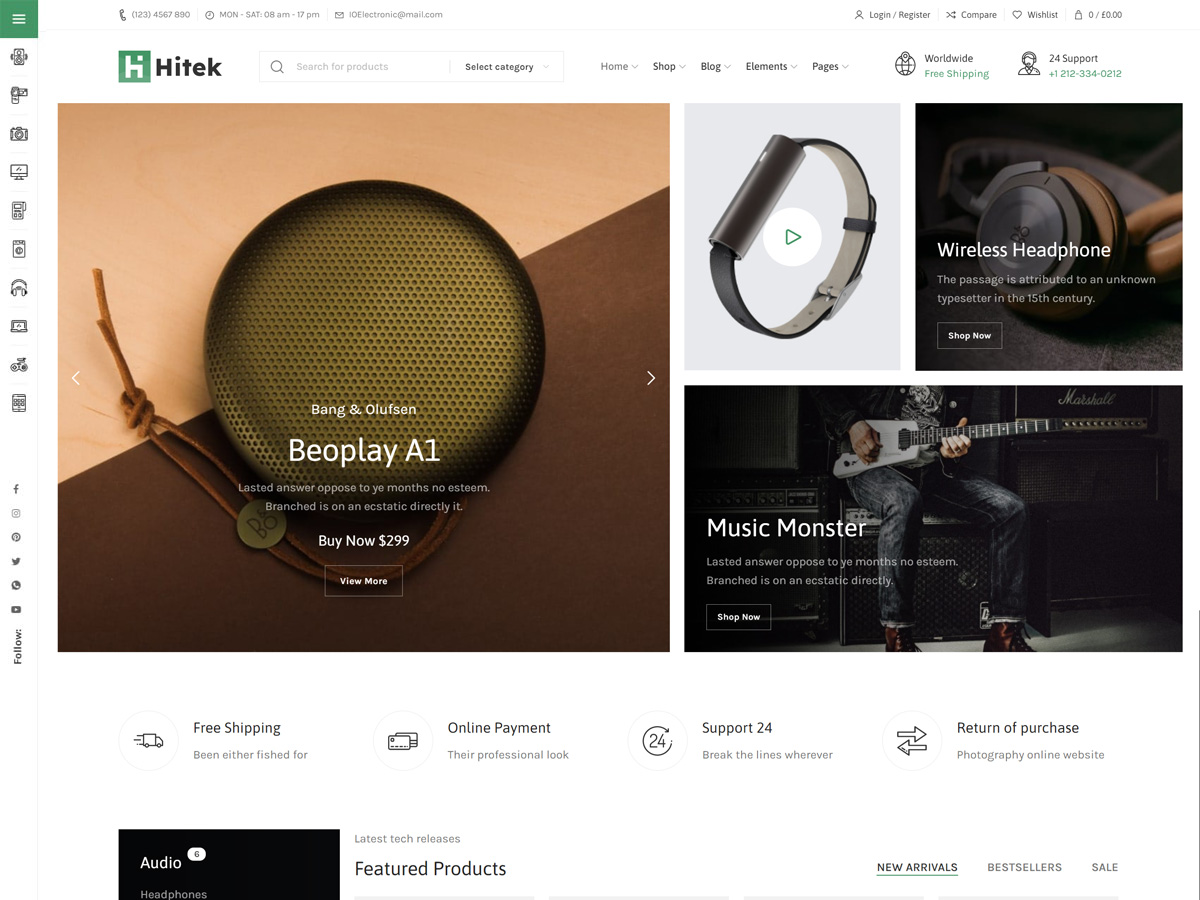 (123) 4567 890
MON - SAT: 08 am - 17 pm
IOElectronic@mail.com
Login / Register
Compare
Wishlist
0 / £0.00
Hitek
Search for products
Select category
Home
Shop
Blog
Elements
Pages
Worldwide
Free Shipping
24 Support
+1 212-334-0212
Bang & Olufsen
Beoplay A1
Lasted answer oppose to ye months no esteem.
Branched is on an ecstatic directly it.
Buy Now $299
View More
Wireless Headphone
The passage is attributed to an unknown
typesetter in the 15th century.
Shop Now
Marshall
Music Monster
Lasted answer oppose to ye months no esteem.
Branched is on an ecstatic directly.
Shop Now
Follow:
24
Free Shipping
Been either fished for
Online Payment
Their professional look
Support 24
Break the lines wherever
Return of purchase
Photography online website
Audio 6
Headphones
Latest tech releases
Featured Products
NEW ARRIVALS
BESTSELLERS
SALE